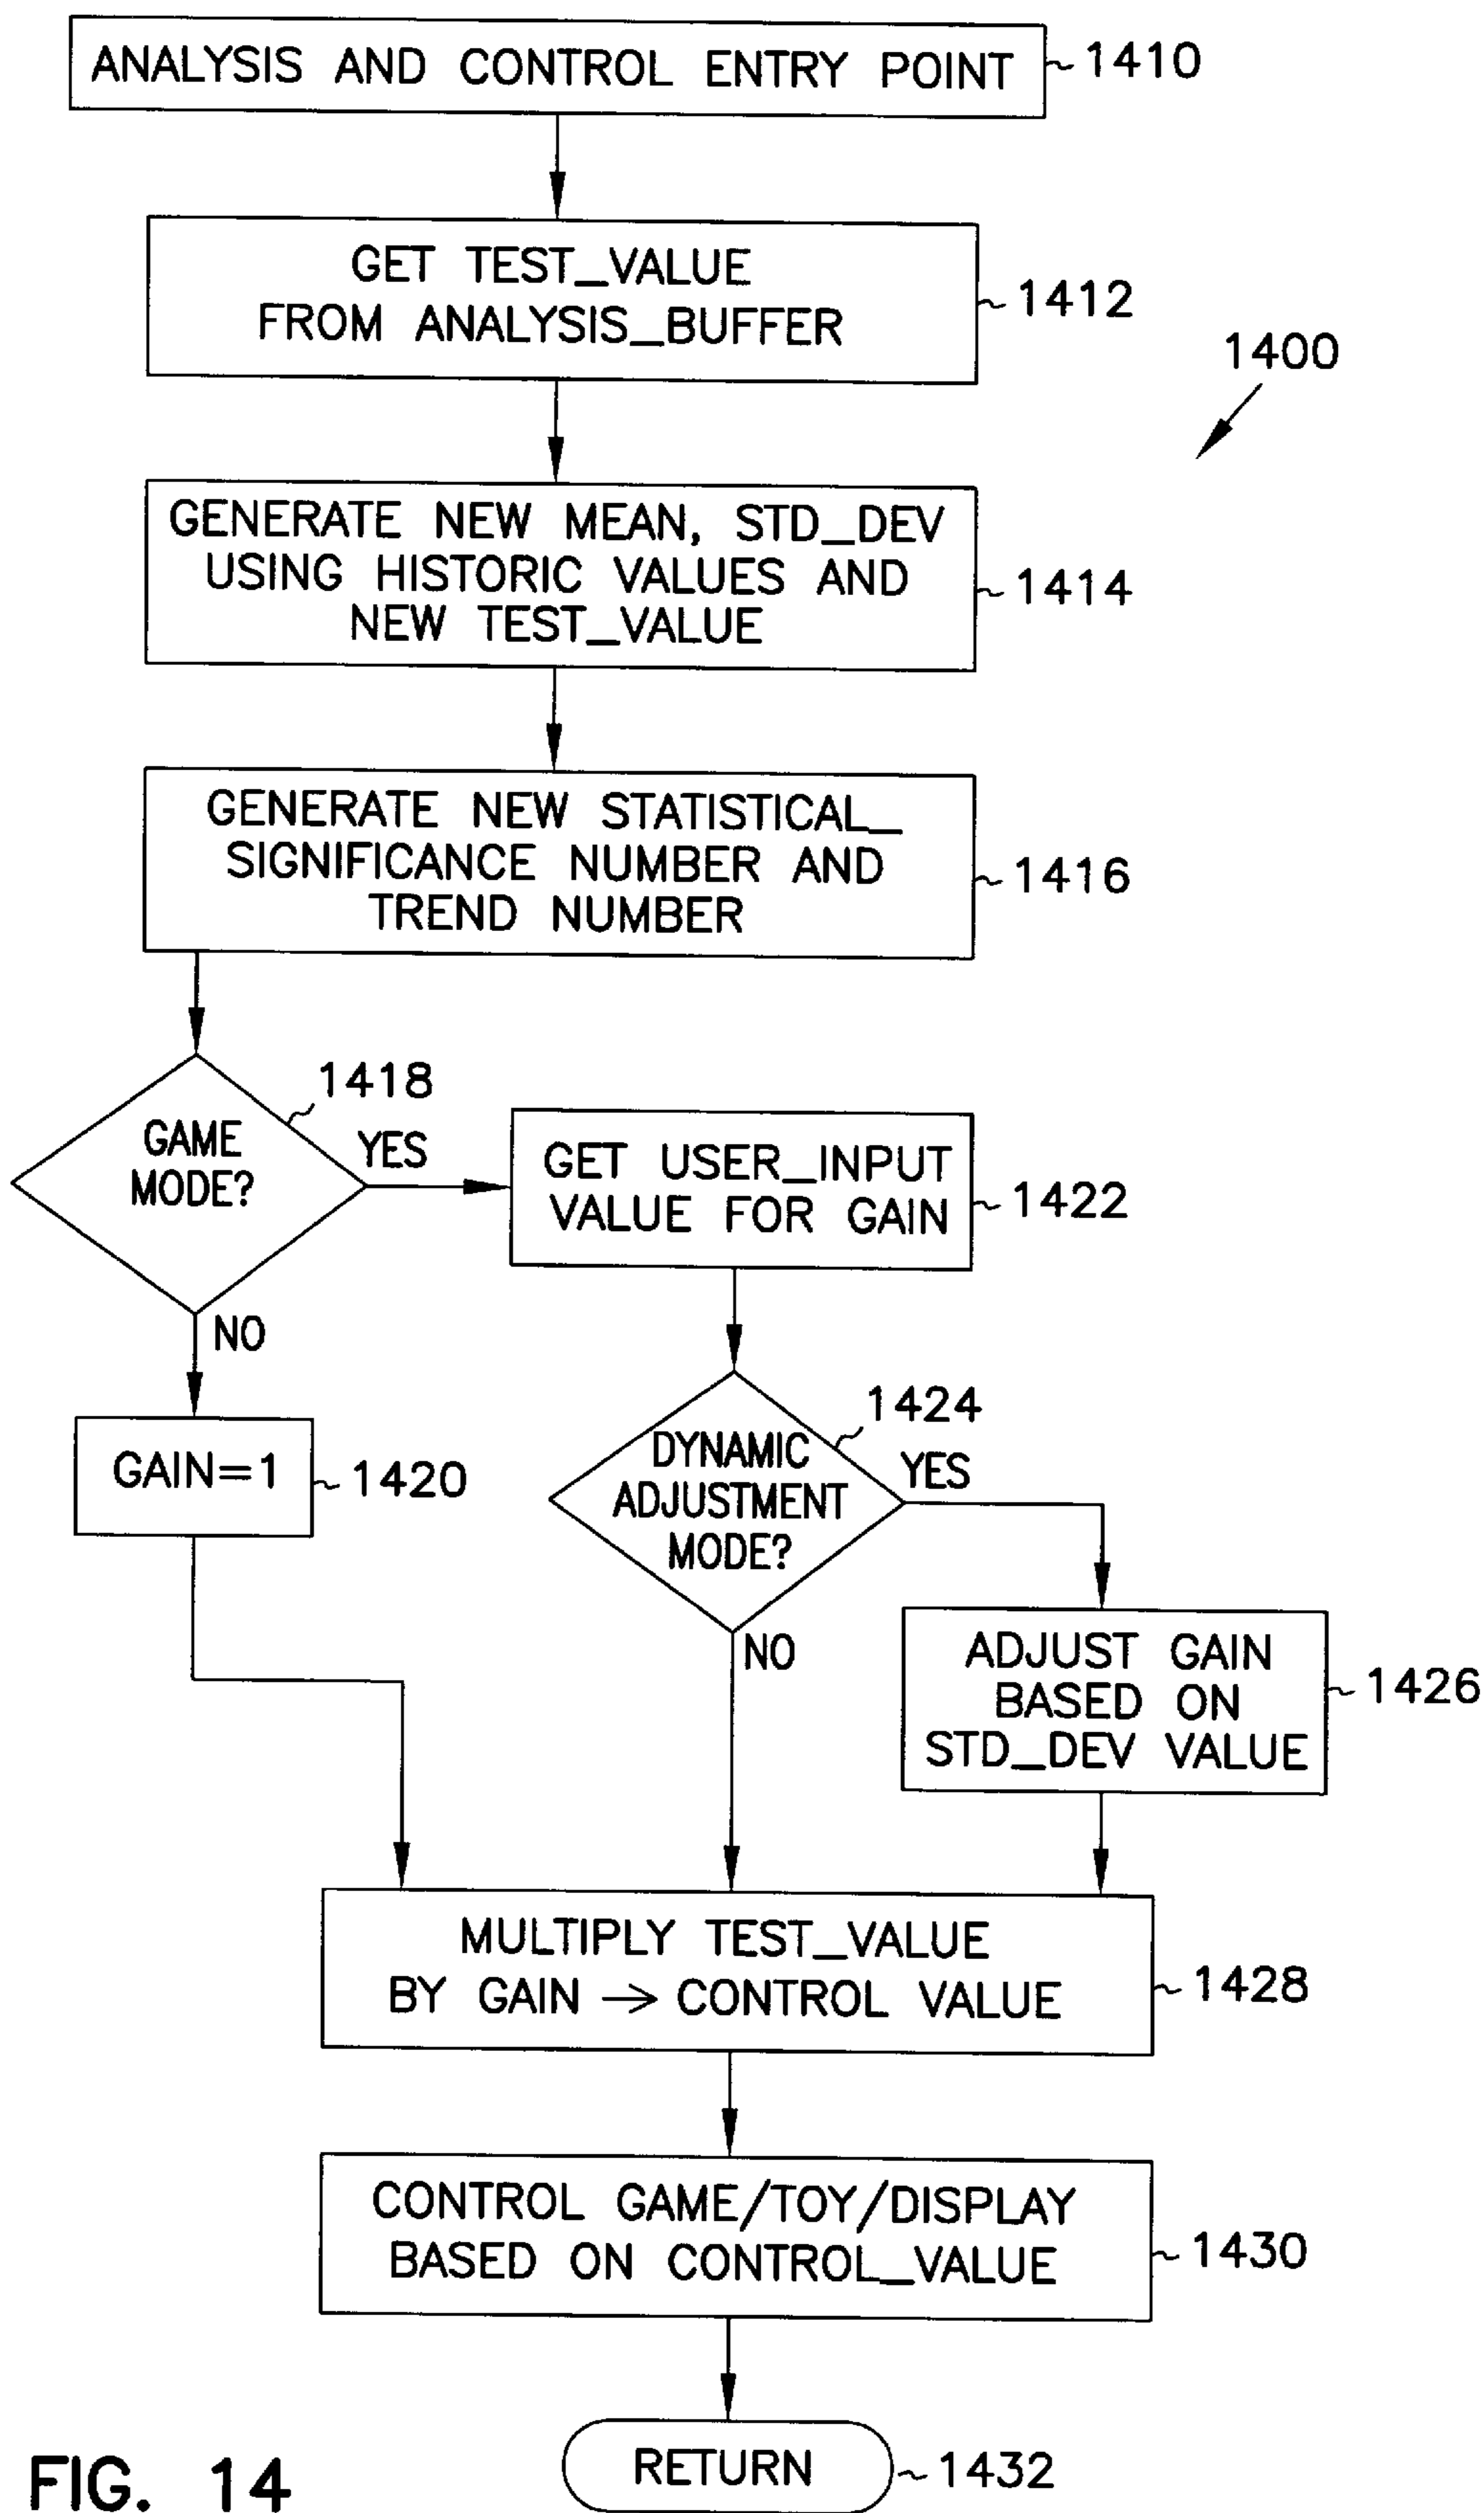 ANALYSIS AND CONTROL ENTRY POINT
1410
GET TEST_VALUE
FROM ANALYSIS_BUFFER
1412
1400
GENERATE NEW MEAN, STD_DEV
USING HISTORIC VALUES AND
NEW TEST_VALUE
1414
GENERATE NEW STATISTICAL_
SIGNIFICANCE NUMBER AND
TREND NUMBER
1416
1418
GAME
MODE?
YES
GET USER_INPUT
VALUE FOR GAIN
1422
NO
1424
GAIN=1
1420
DYNAMIC
ADJUSTMENT
MODE?
YES
NO
ADJUST GAIN
BASED ON
STD_DEV VALUE
1426
MULTIPLY TEST_VALUE
BY GAIN → CONTROL VALUE
1428
CONTROL GAME/TOY/DISPLAY
BASED ON CONTROL_VALUE
1430
RETURN
1432
FIG. 14